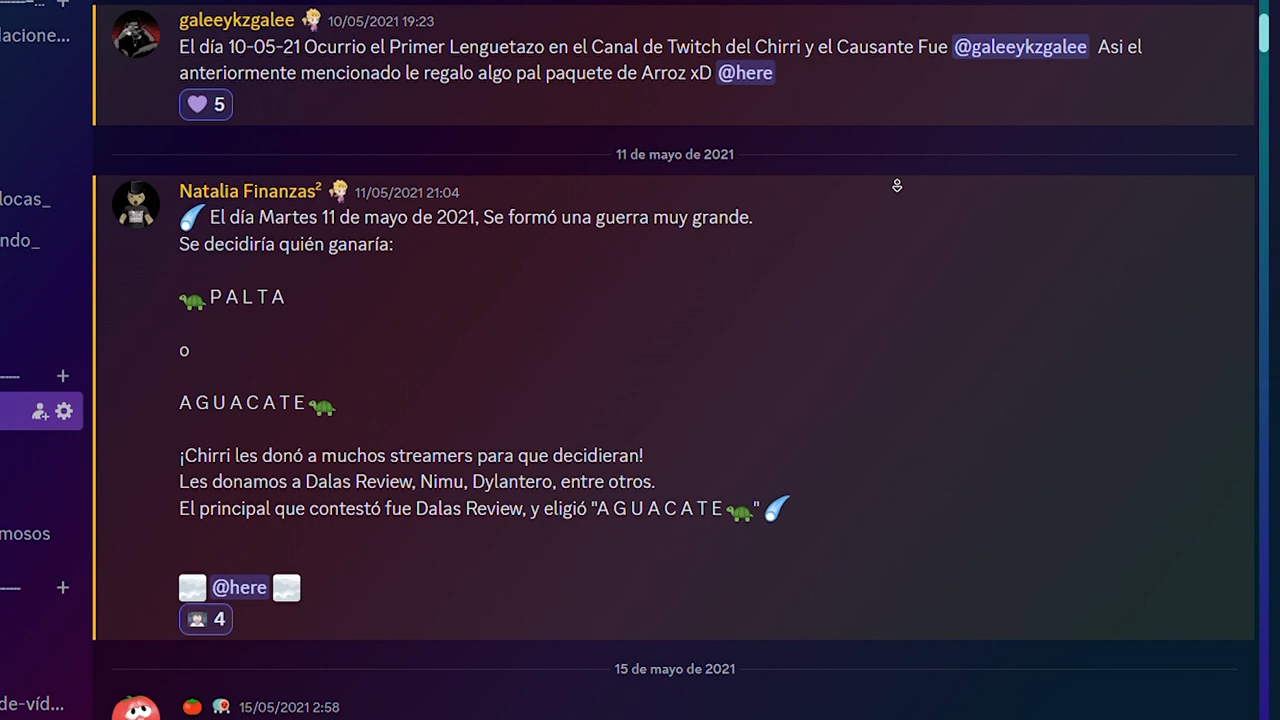 lacione...
galeeykzgalee 10/05/2021 19:23
El día 10-05-21 Ocurrio el Primer Lenguetazo en el Canal de Twitch del Chirri y el Causante Fue @galeeykzgalee Asi el
anteriormente mencionado le regalo algo pal paquete de Arroz xD @here
5
11 de mayo de 2021
Natalia Finanzas² 11/05/2021 21:04
locas_
El día Martes 11 de mayo de 2021, Se formó una guerra muy grande.
ndo_
Se decidiría quién ganaría:
P A L T A
o
A G U A C A T E
¡Chirri les donó a muchos streamers para que decidieran!
Les donamos a Dalas Review, Nimu, Dylantero, entre otros.
El principal que contestó fue Dalas Review, y eligió "A G U A C A T E"
mosos
@here
4
15 de mayo de 2021
de-víd...
15/05/2021 2:58